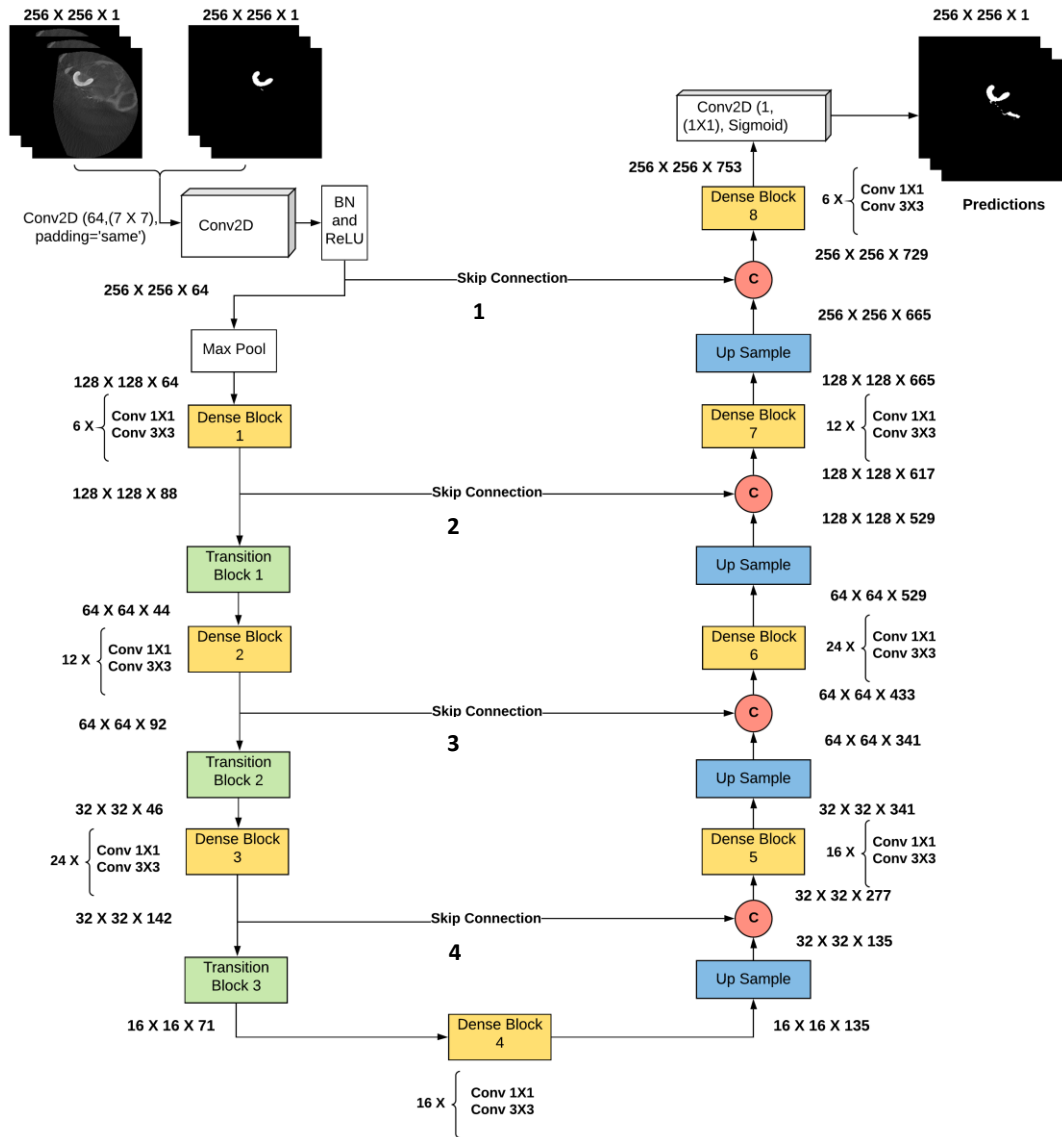 256 X 256 X 1
256 X 256 X 1
Conv2D (64,(7 X 7),
padding='same')
Conv2D
BN
and
ReLU
256 X 256 X 64
Max Pool
128 X 128 X 64
6 X
Conv 1X1
Conv 3X3
Dense Block
1
128 X 128 X 88
Transition
Block 1
64 X 64 X 44
12 X
Conv 1X1
Conv 3X3
Dense Block
2
64 X 64 X 92
Transition
Block 2
32 X 32 X 46
24 X
Conv 1X1
Conv 3X3
Dense Block
3
32 X 32 X 142
Transition
Block 3
16 X 16 X 71
Dense Block
4
16 X
Conv 1X1
Conv 3X3
Skip Connection
1
Skip Connection
2
Skip Connection
3
Skip Connection
4
256 X 256 X 1
Predictions
Conv2D (1,
(1X1), Sigmoid)
256 X 256 X 753
Dense Block
8
6 X
Conv 1X1
Conv 3X3
256 X 256 X 729
C
256 X 256 X 665
Up Sample
128 X 128 X 665
Dense Block
7
12 X
Conv 1X1
Conv 3X3
128 X 128 X 617
C
128 X 128 X 529
Up Sample
64 X 64 X 529
Dense Block
6
24 X
Conv 1X1
Conv 3X3
64 X 64 X 433
C
64 X 64 X 341
Up Sample
32 X 32 X 341
Dense Block
5
16 X
Conv 1X1
Conv 3X3
32 X 32 X 277
C
32 X 32 X 135
Up Sample
16 X 16 X 135